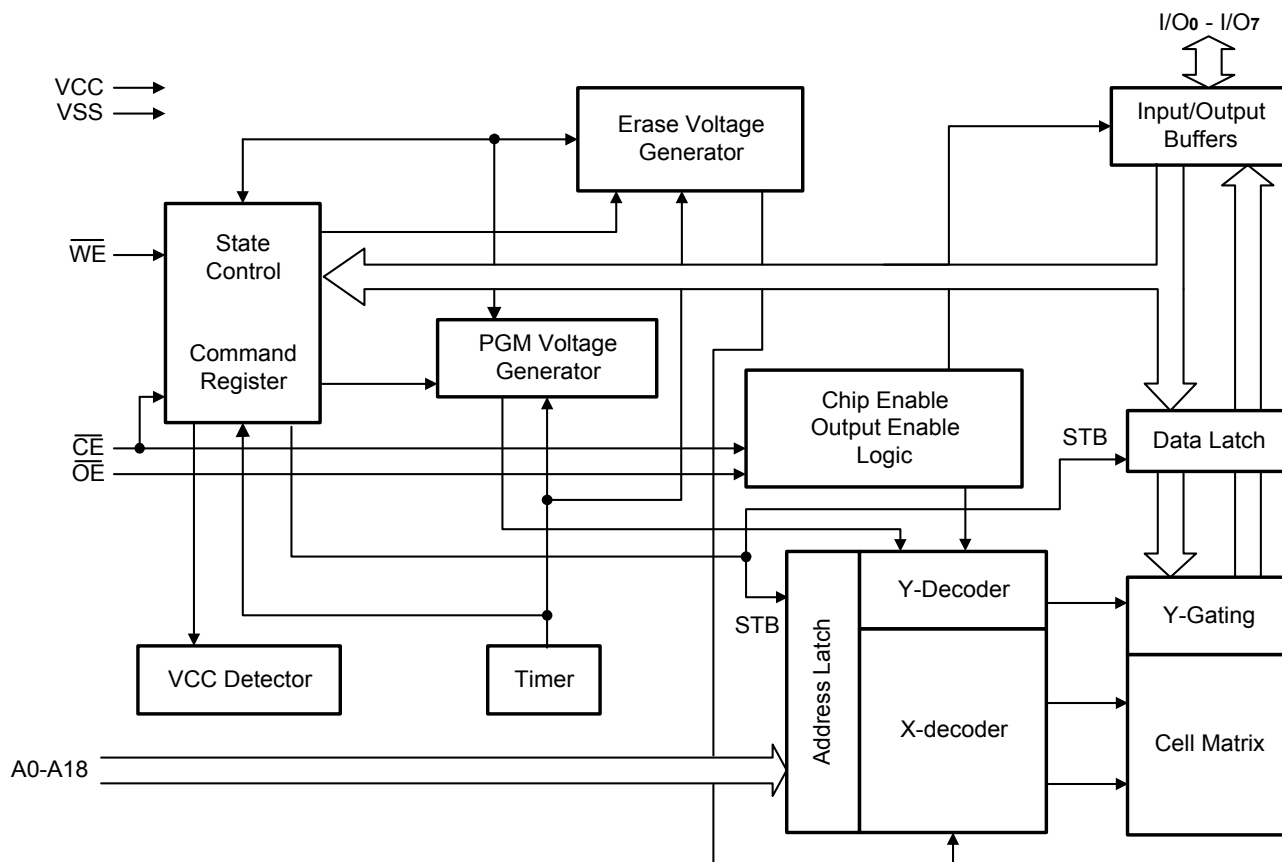 I/O0 - I/O7
VCC
VSS
Erase Voltage
Generator
Input/Output
Buffers
WE
State
Control
Command
Register
PGM Voltage
Generator
Chip Enable
Output Enable
Logic
CE
OE
STB
Data Latch
STB
Address Latch
Y-Decoder
Y-Gating
VCC Detector
Timer
X-decoder
Cell Matrix
A0-A18